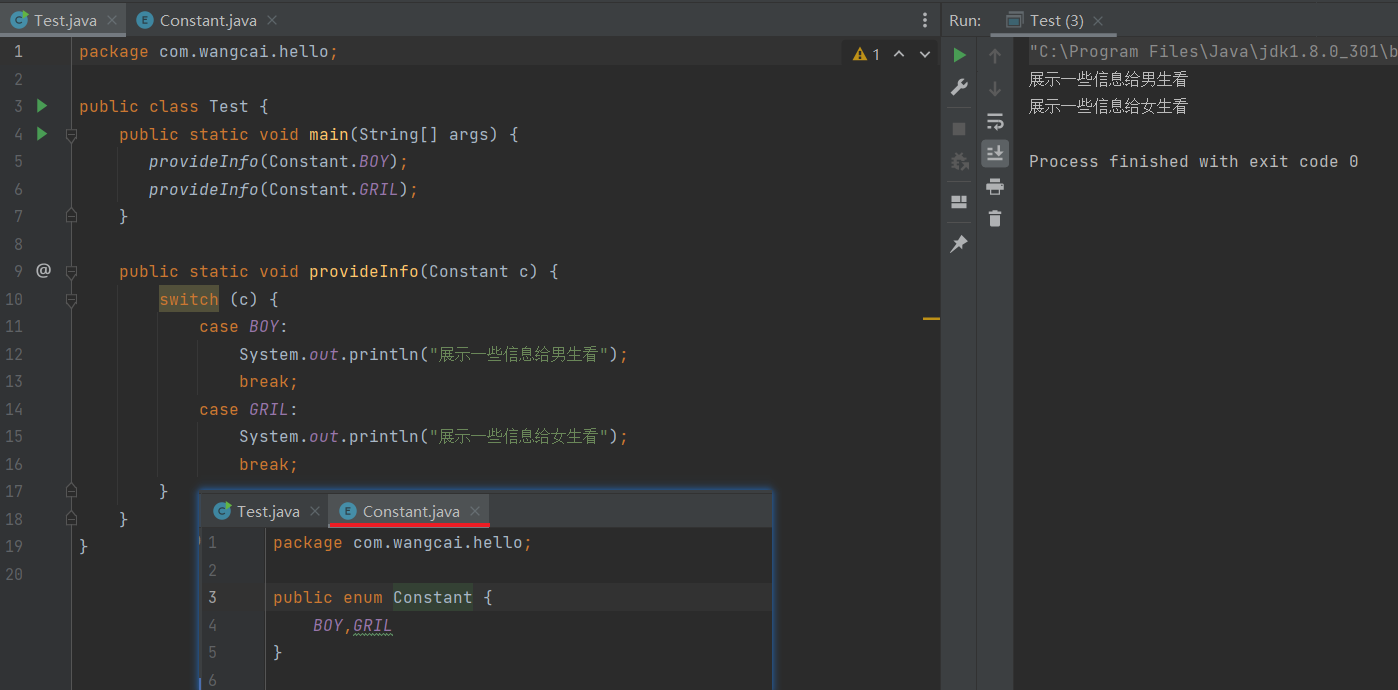 Test.java
Constant.java
Run:
Test (3)
1 package com.wangcai.hello;
1
2
3 public class Test {
4 public static void main(String[] args) {
5 provideInfo(Constant.BOY);
6 provideInfo(Constant.GRIL);
7 }
8
9 @ public static void provideInfo(Constant c) {
10 switch (c) {
11 case BOY:
12 System.out.println("展示一些信息给男生看");
13 break;
14 case GRIL:
15 System.out.println("展示一些信息给女生看");
16 break;
17 }
18 }
19 }
20
Test.java
Constant.java
1 package com.wangcai.hello;
2
3 public enum Constant {
4 BOY,GRIL
5 }
6
"C:\Program Files\Java\jdk1.8.0_301\b
展示一些信息给男生看
展示一些信息给女生看
Process finished with exit code 0